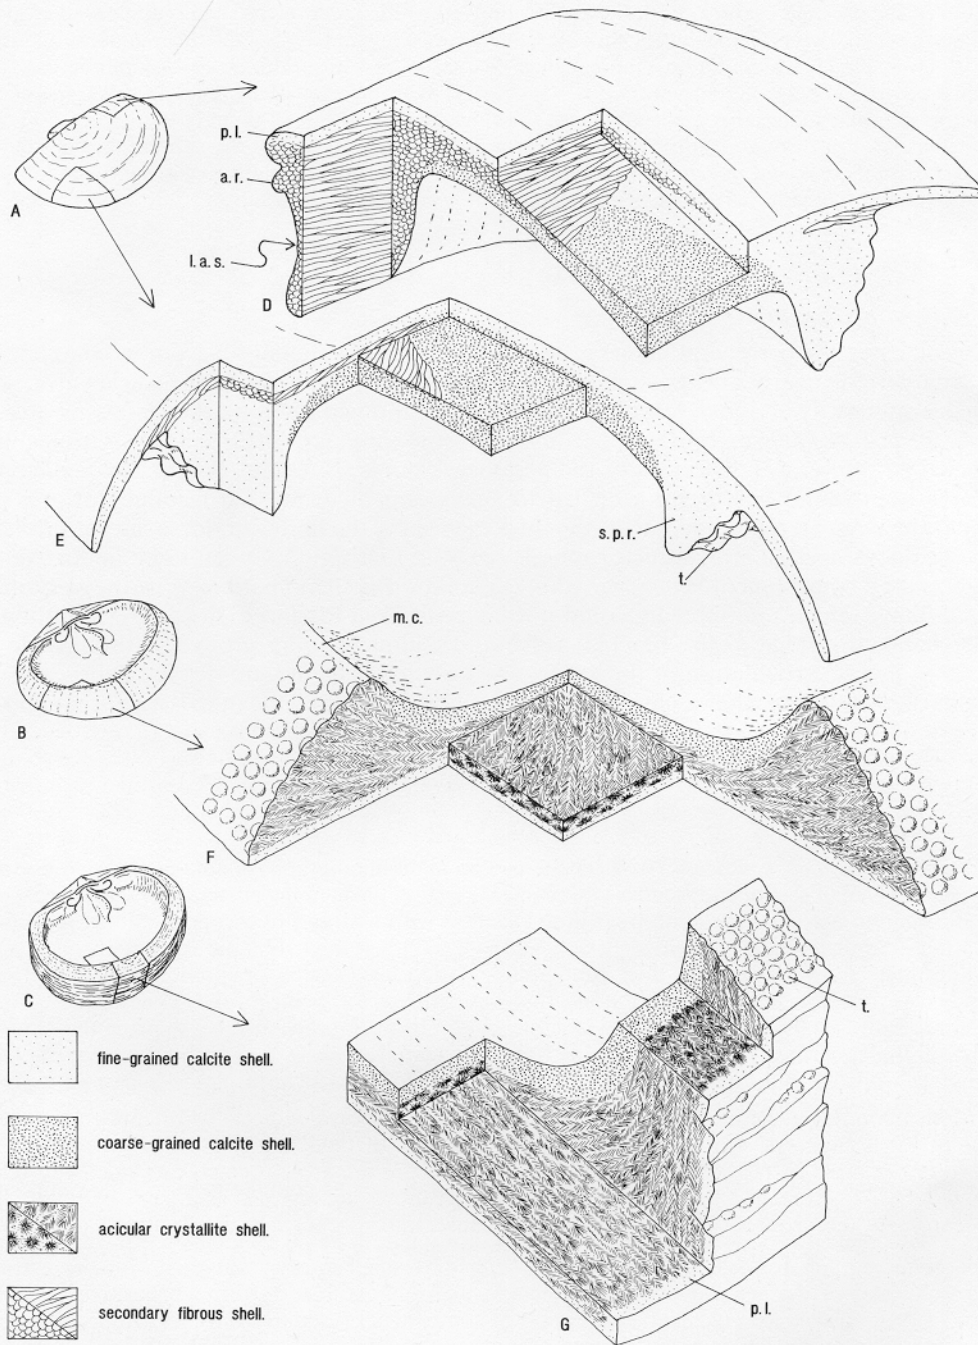 p.l.
a.r.
A
l.a.s.
D
E
s.p.r.
t.
m.c.
B
F
C
t.
fine-grained calcite shell.
coarse-grained calcite shell.
acicular crystallite shell.
secondary fibrous shell.
p.l.
G